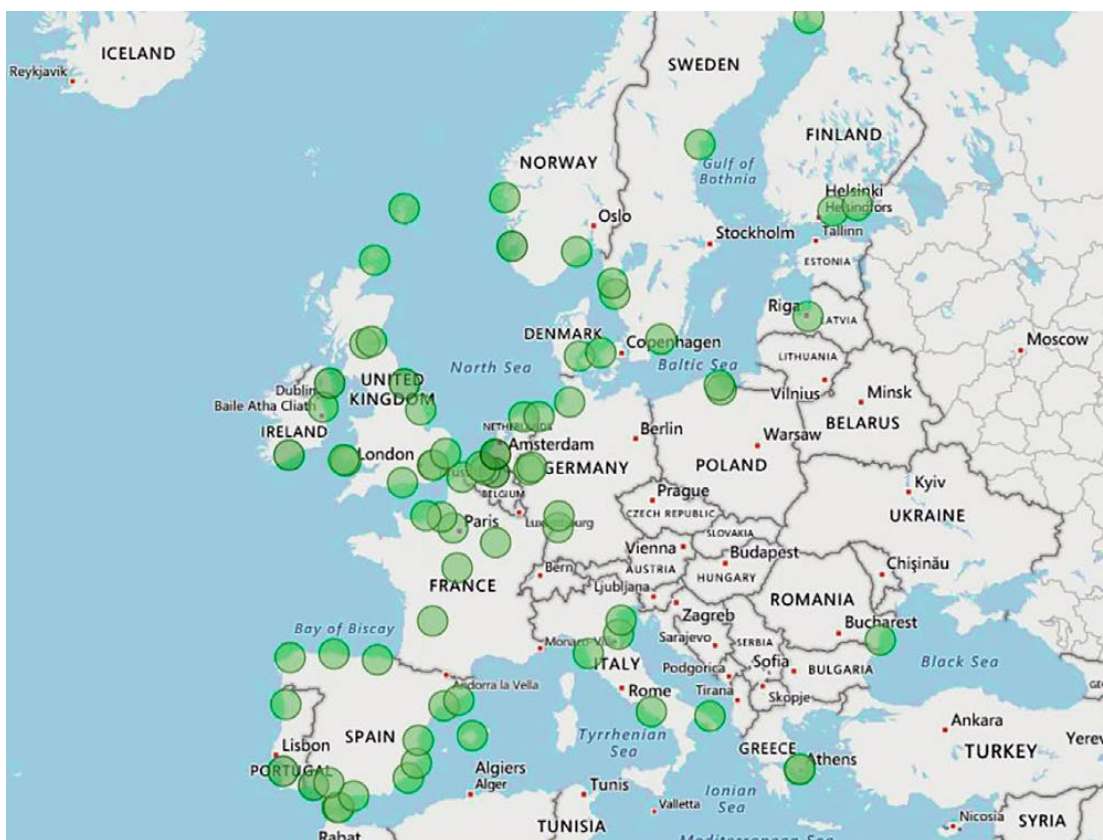 ICELAND
Reykjavik
SWEDEN
FINLAND
NORWAY
Gulf of
Bothnia
Helsinki
Helsingfors
Oslo
Stockholm
Tallinn
ESTONIA
Riga
LATVIA
Moscow
DENMARK
Copenhagen
North Sea
Baltic Sea
LITHUANIA
Vilnius
Minsk
BELARUS
UNITED
KINGDOM
Dublin
Baile Atha Cliath
IRELAND
NETHERLANDS
Amsterdam
Berlin
Warsaw
London
GERMANY
POLAND
BELGIUM
Prague
CZECH REPUBLIC
Kyiv
UKRAINE
Paris
Luxembourg
SLOVAKIA
Vienna
AUSTRIA
Budapest
HUNGARY
Chişinău
Bern
Ljubljana
FRANCE
Zagreb
ROMANIA
Bucharest
Bay of Biscay
Monaco-Ville
Sarajevo
SERBIA
ITALY
Podgorica
Sofia
BULGARIA
Black Sea
Andorra la Vella
Rome
Tirana
Skopje
Ankara
Yerev
SPAIN
Tyrrhenian
Sea
GREECE
Athens
TURKEY
Lisbon
PORTUGAL
Algiers
Alger
Tunis
Ionian
Sea
Valletta
Nicosia
Rabat
TUNISIA
SYRIA
Mediterranean Sea